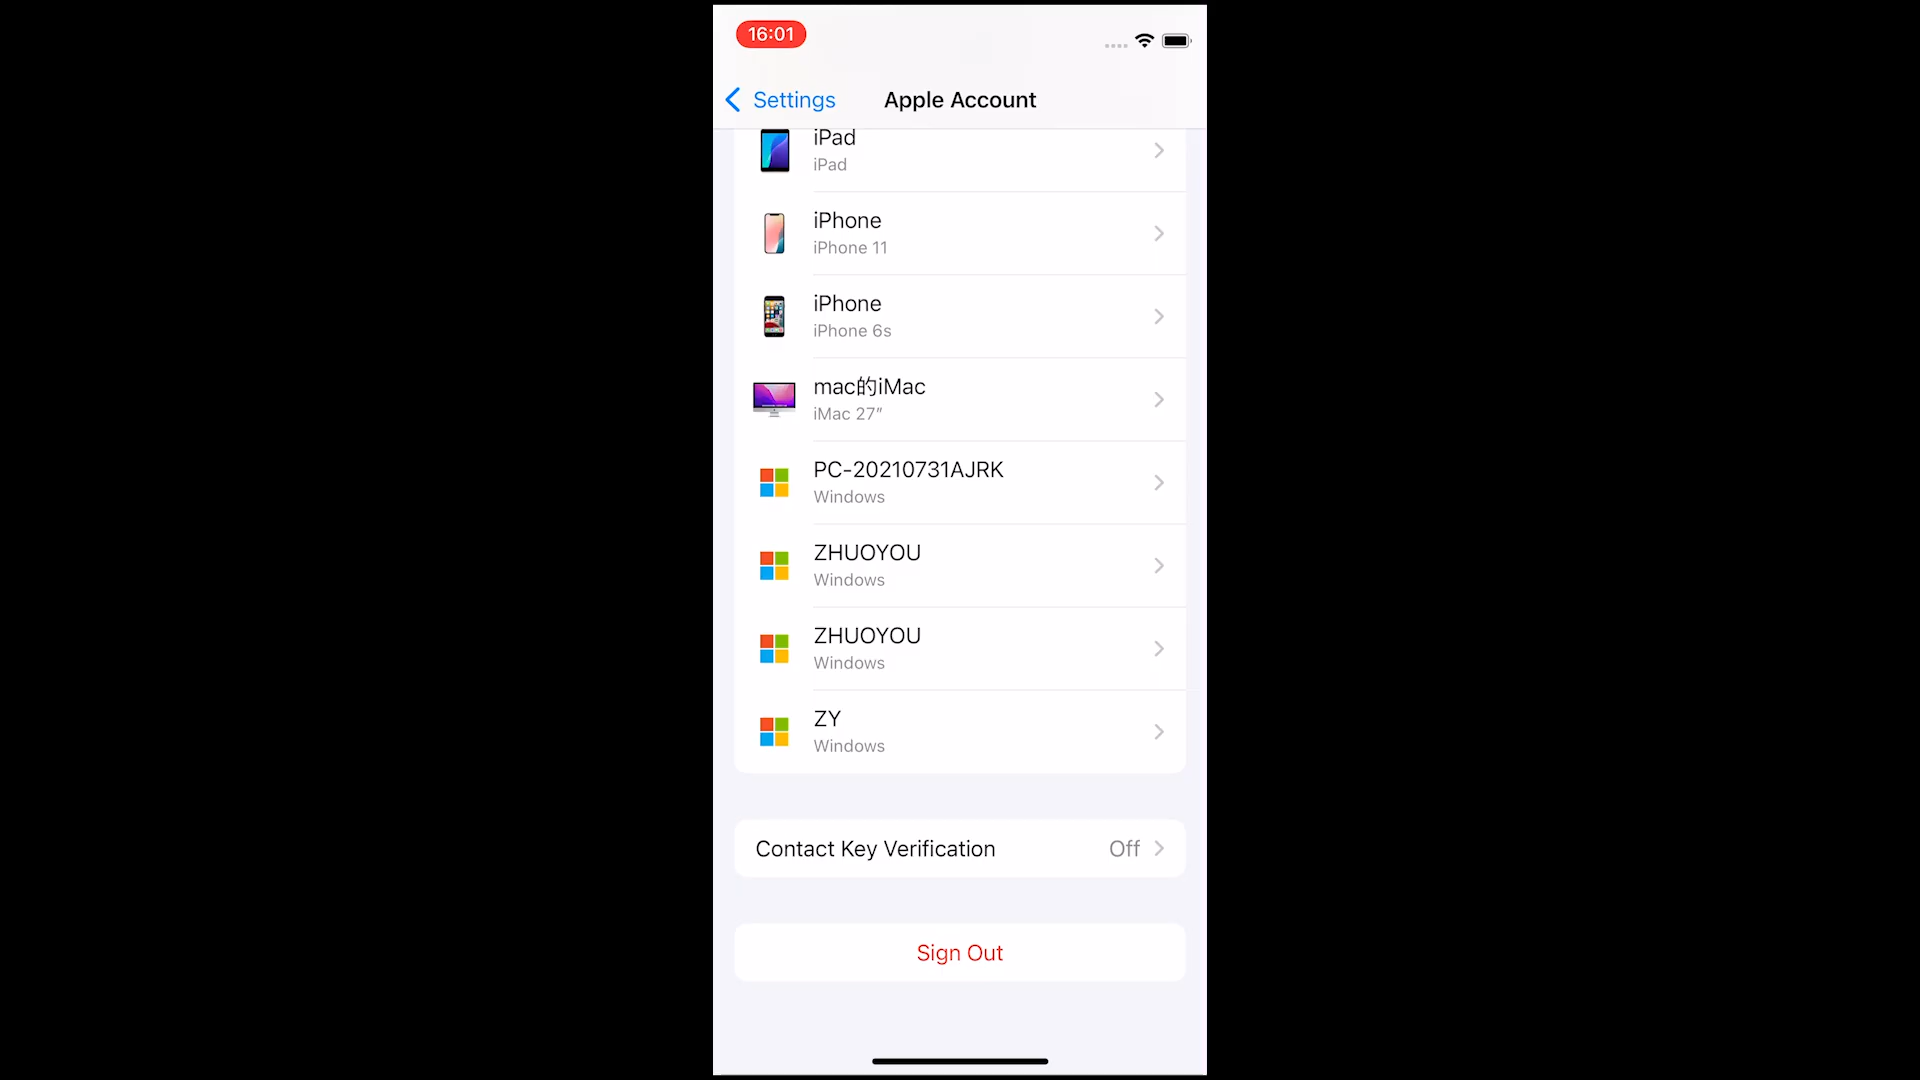 16:01
Settings
Apple Account
iPad
iPad
iPhone
iPhone 11
iPhone
iPhone 6s
mac的iMac
iMac 27″
PC-20210731AJRK
Windows
ZHUOYOU
Windows
ZHUOYOU
Windows
ZY
Windows
Contact Key Verification Off
Sign Out